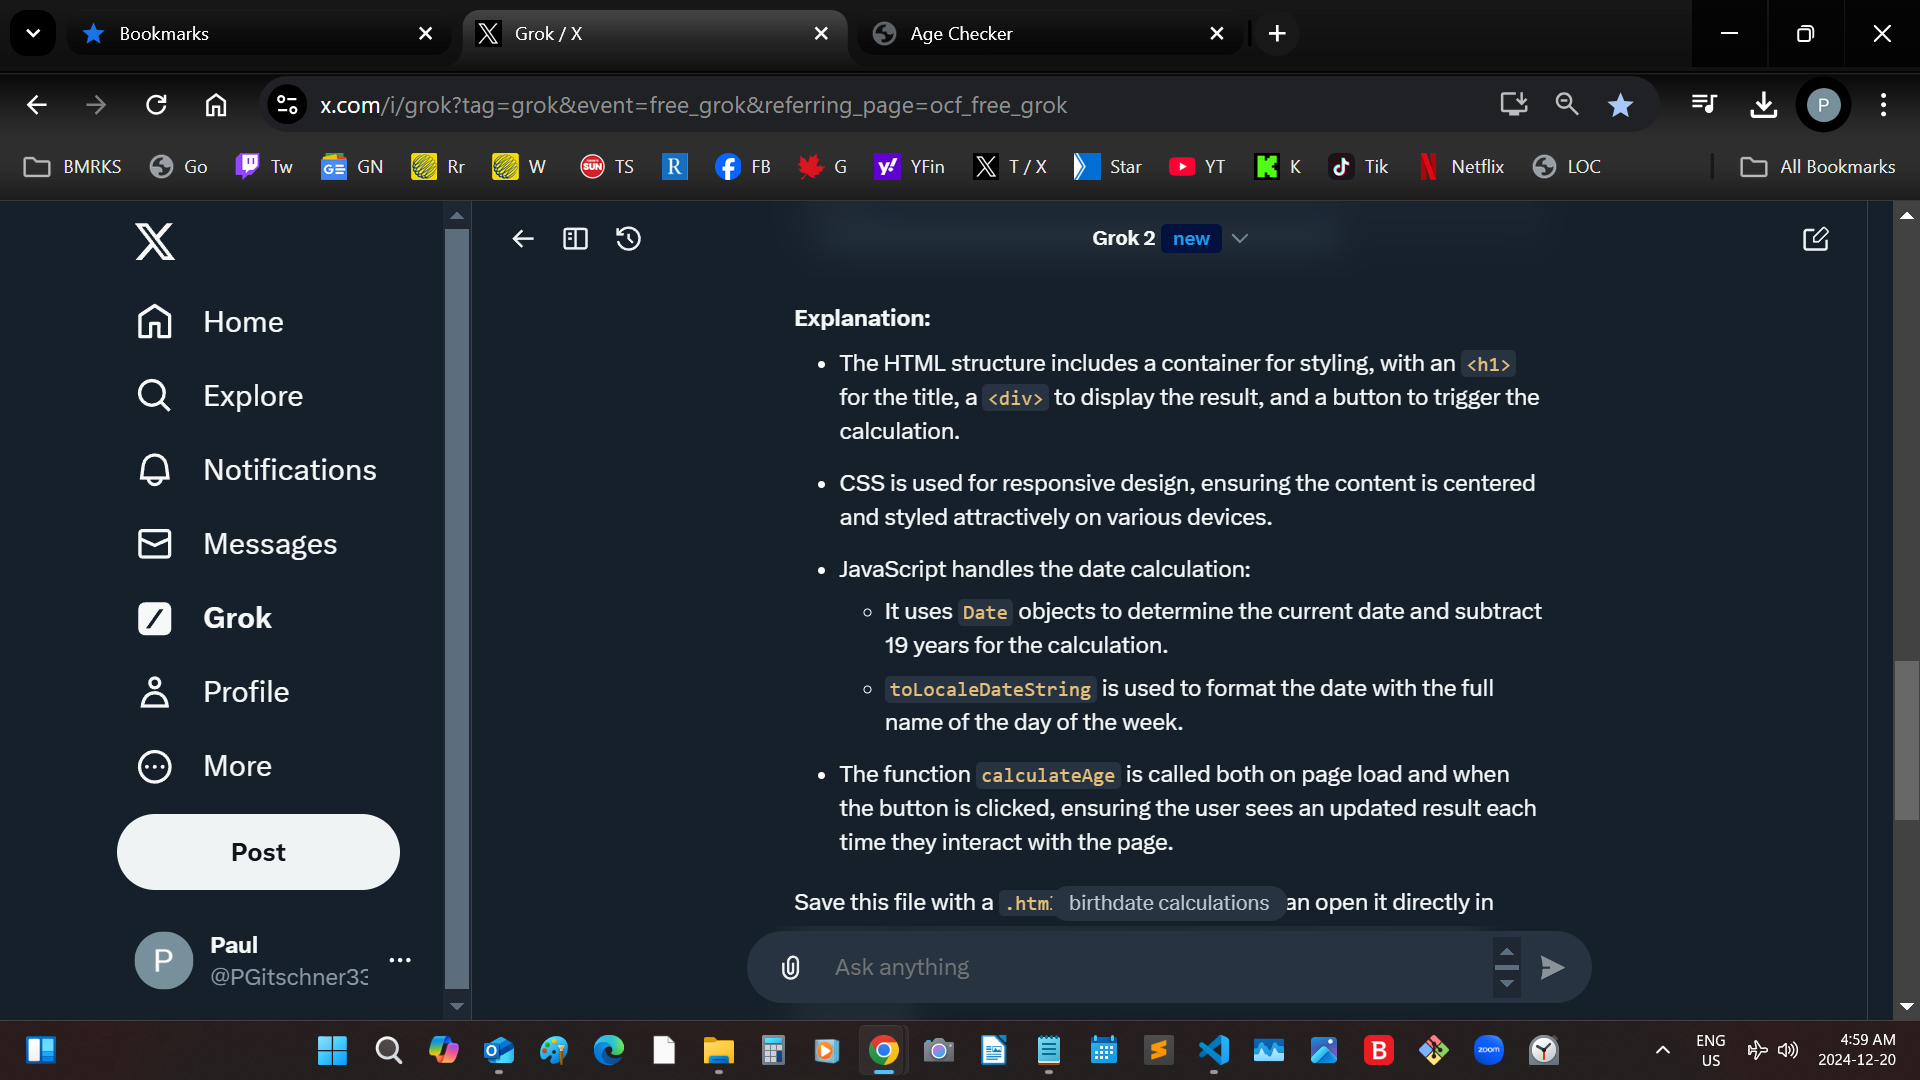 Bookmarks
Grok / X
Age Checker
x.com/i/grok?tag=grok&event=free_grok&referring_page=ocf_free_grok
P
BMRKS
Go
Tw
GN
Rr
W
TS
R
FB
G
YFin
T / X
Star
YT
K
Tik
Netflix
LOC
All Bookmarks
Home
Explore
Notifications
Messages
Grok
Profile
More
Post
P
Paul
@PGitschner33
Grok 2 new
Explanation:
• The HTML structure includes a container for styling, with an <h1>
for the title, a <div> to display the result, and a button to trigger the
calculation.
• CSS is used for responsive design, ensuring the content is centered
and styled attractively on various devices.
• JavaScript handles the date calculation:
◦ It uses Date objects to determine the current date and subtract
19 years for the calculation.
◦ toLocaleDateString is used to format the date with the full
name of the day of the week.
• The function calculateAge is called both on page load and when
the button is clicked, ensuring the user sees an updated result each
time they interact with the page.
Save this file with a .htm birthdate calculations an open it directly in
Ask anything
zoom
ENG
US
4:59 AM
2024-12-20